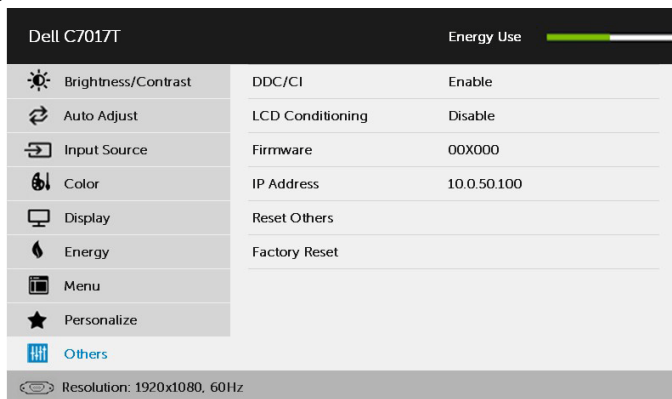 Dell C7017T Energy Use
Brightness/Contrast DDC/CI Enable
Auto Adjust LCD Conditioning Disable
Input Source Firmware 00X000
Color IP Address 10.0.50.100
Display Reset Others
Energy Factory Reset
Menu
Personalize
Others
Resolution: 1920x1080, 60Hz